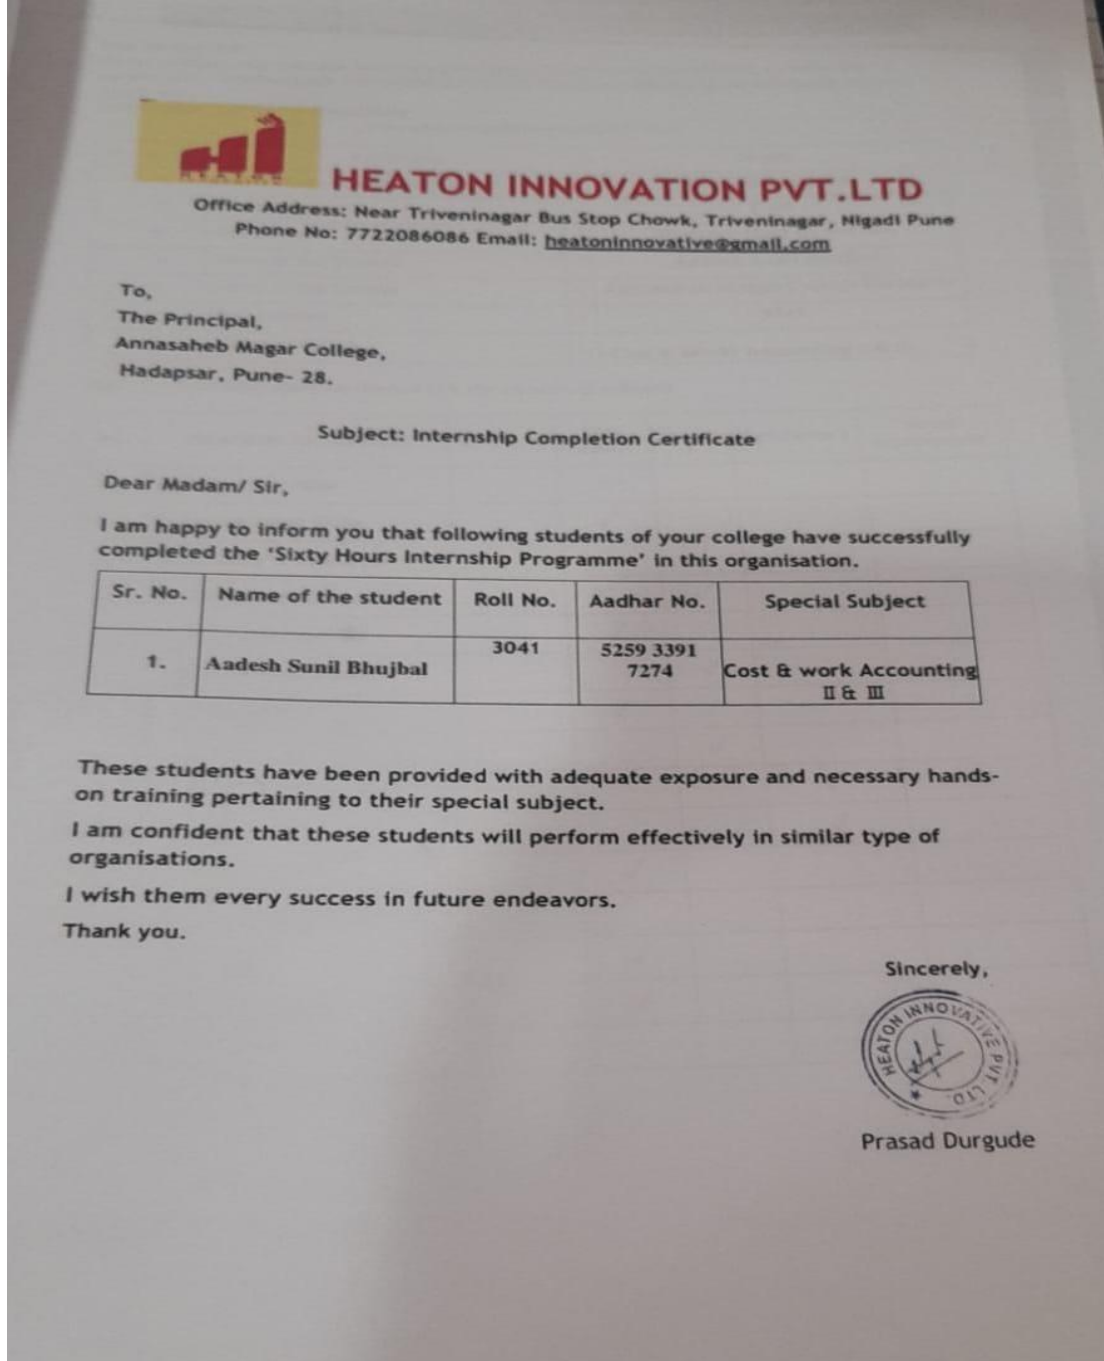 HEATON
HEATON INNOVATION PVT.LTD
Office Address: Near Triveninagar Bus Stop Chowk, Triveninagar, Nigadi Pune
Phone No: 7722086086 Email: heatoninnovative@gmail.com
To,
The Principal,
Annasaheb Magar College,
Hadapsar, Pune- 28.
Subject: Internship Completion Certificate
Dear Madam/ Sir,
I am happy to inform you that following students of your college have successfully
completed the ‘Sixty Hours Internship Programme’ in this organisation.
Sr. No. Name of the student Roll No. Aadhar No. Special Subject
1. Aadesh Sunil Bhujbal 3041 5259 3391 7274 Cost & work Accounting II & III
These students have been provided with adequate exposure and necessary hands-
on training pertaining to their special subject.
I am confident that these students will perform effectively in similar type of
organisations.
I wish them every success in future endeavors.
Thank you.
Sincerely,
HEATON INNOVATIVE PVT. LTD.
Prasad Durgude